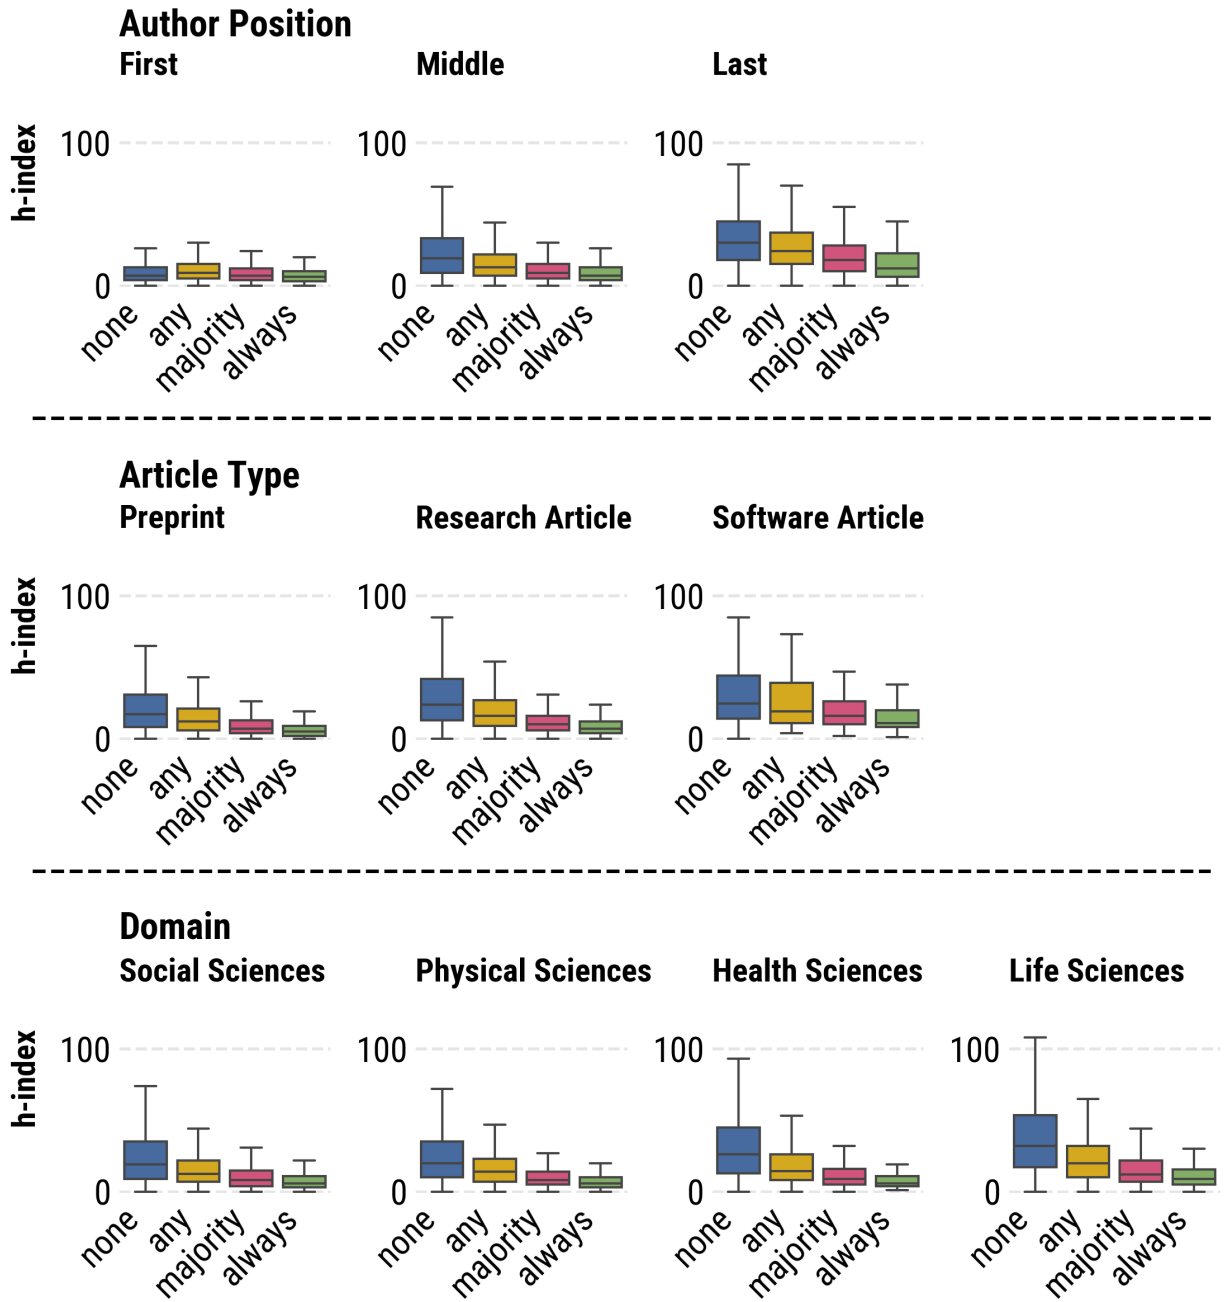 Author Position
First Middle Last
h-index
100 100 100
0 0 0
none any majority always none any majority always none any majority always
Article Type
Preprint Research Article Software Article
h-index
100 100 100
0 0 0
none any majority always none any majority always none any majority always
Domain
Social Sciences Physical Sciences Health Sciences Life Sciences
h-index
100 100 100 100
0 0 0 0
none any majority always none any majority always none any majority always none any majority always